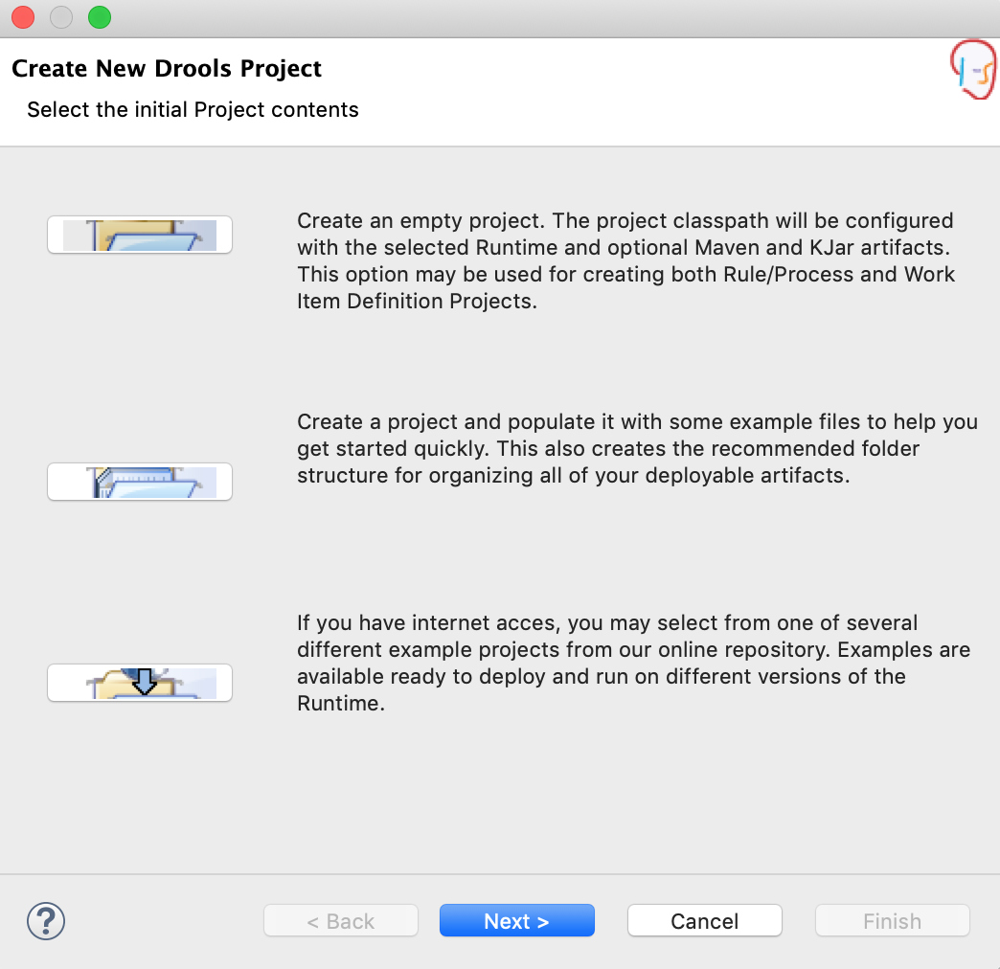 Create New Drools Project
Select the initial Project contents
Create an empty project. The project classpath will be configured
with the selected Runtime and optional Maven and KJar artifacts.
This option may be used for creating both Rule/Process and Work
Item Definition Projects.
Create a project and populate it with some example files to help you
get started quickly. This also creates the recommended folder
structure for organizing all of your deployable artifacts.
If you have internet acces, you may select from one of several
different example projects from our online repository. Examples are
available ready to deploy and run on different versions of the
Runtime.
?
< Back
Next >
Cancel
Finish